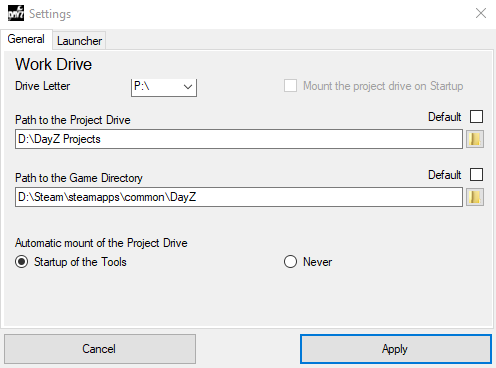 Settings
General
Launcher
Work Drive
Drive Letter
P:\
Mount the project drive on Startup
Path to the Project Drive
Default
D:\DayZ Projects
Path to the Game Directory
Default
D:\Steam\steamapps\common\DayZ
Automatic mount of the Project Drive
Startup of the Tools
Never
Cancel
Apply